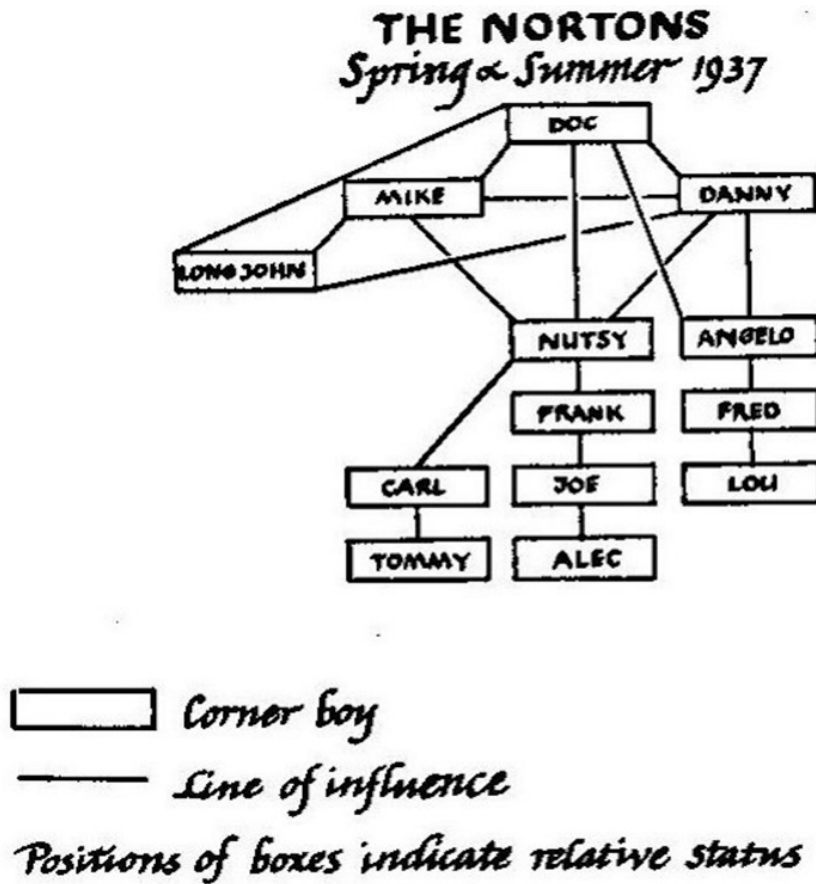 THE NORTONS
Spring & Summer 1937
DOC
MIKE
DANNY
LONG JOHN
NUTSY
ANGELO
FRANK
FRED
CARL
JOE
LOU
TOMMY
ALEC
Corner boy
Line of influence
Positions of boxes indicate relative status